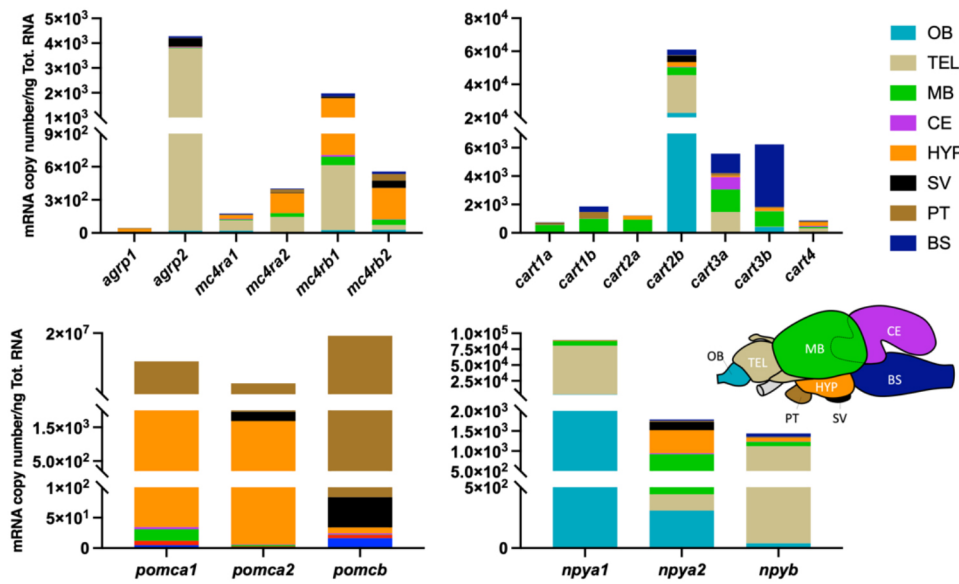 mRNA copy number/ng Tot. RNA
5×10³
4×10³
3×10³
2×10³
1×10³
9×10²
6×10²
3×10²
0
agrp1
agrp2
mc4ra1
mc4ra2
mc4rb1
mc4rb2
8×10⁴
6×10⁴
4×10⁴
2×10⁴
6×10³
4×10³
2×10³
0
cart1a
cart1b
cart2a
cart2b
cart3a
cart3b
cart4
OB
TEL
MB
CE
HYP
SV
PT
BS
mRNA copy number/ng Tot. RNA
2×10⁷
1.5×10³
5.0×10²
1×10²
5×10¹
0
pomca1
pomca2
pomcb
1.0×10⁵
7.5×10⁴
5.0×10⁴
2.5×10⁴
2.0×10³
1.5×10³
1.0×10³
5.0×10²
5×10²
0
npya1
npya2
npyb
OB
TEL
MB
CE
HYP
BS
PT
SV